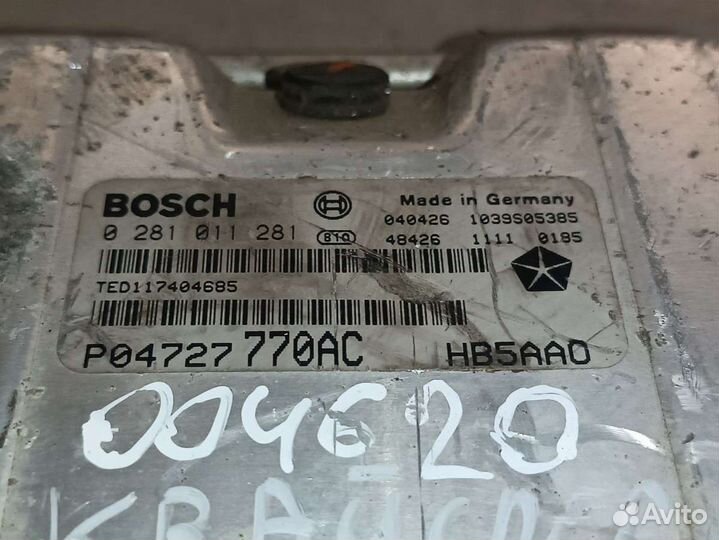 BOSCH Made in Germany
0 281 011 281 B10 040426 1039S05385
48426 1111 0185
TED117404685
P04727 770AC HB5AA0
004620
Avito